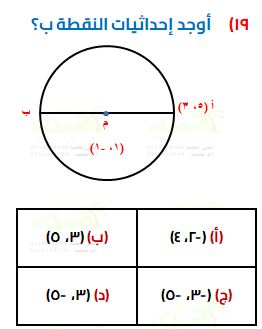 ١٩) أوجد إحداثيات النقطة ب؟
أ (٥، ٣)
ب
م
(١، -١)
(أ) (-٢، ٤) (ب) (٣، ٥)
(ج) (-٣، -٥) (د) (٣، -٥)